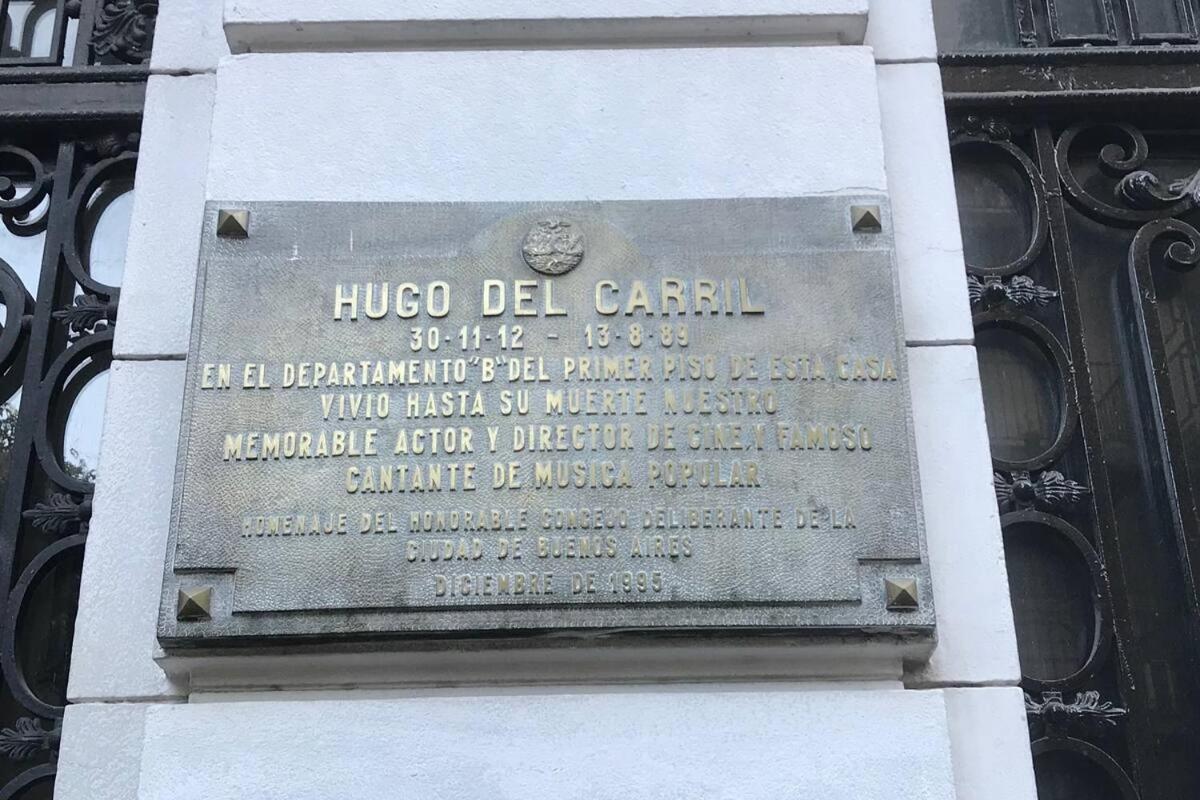 HUGO DEL CARRIL
30·11·12 - 13·8·89
EN EL DEPARTAMENTO "B" DEL PRIMER PISO DE ESTA CASA
VIVIO HASTA SU MUERTE NUESTRO
MEMORABLE ACTOR Y DIRECTOR DE CINE, Y FAMOSO
CANTANTE DE MUSICA POPULAR
HOMENAJE DEL HONORABLE CONCEJO DELIBERANTE DE LA
CIUDAD DE BUENOS AIRES
DICIEMBRE DE 1995